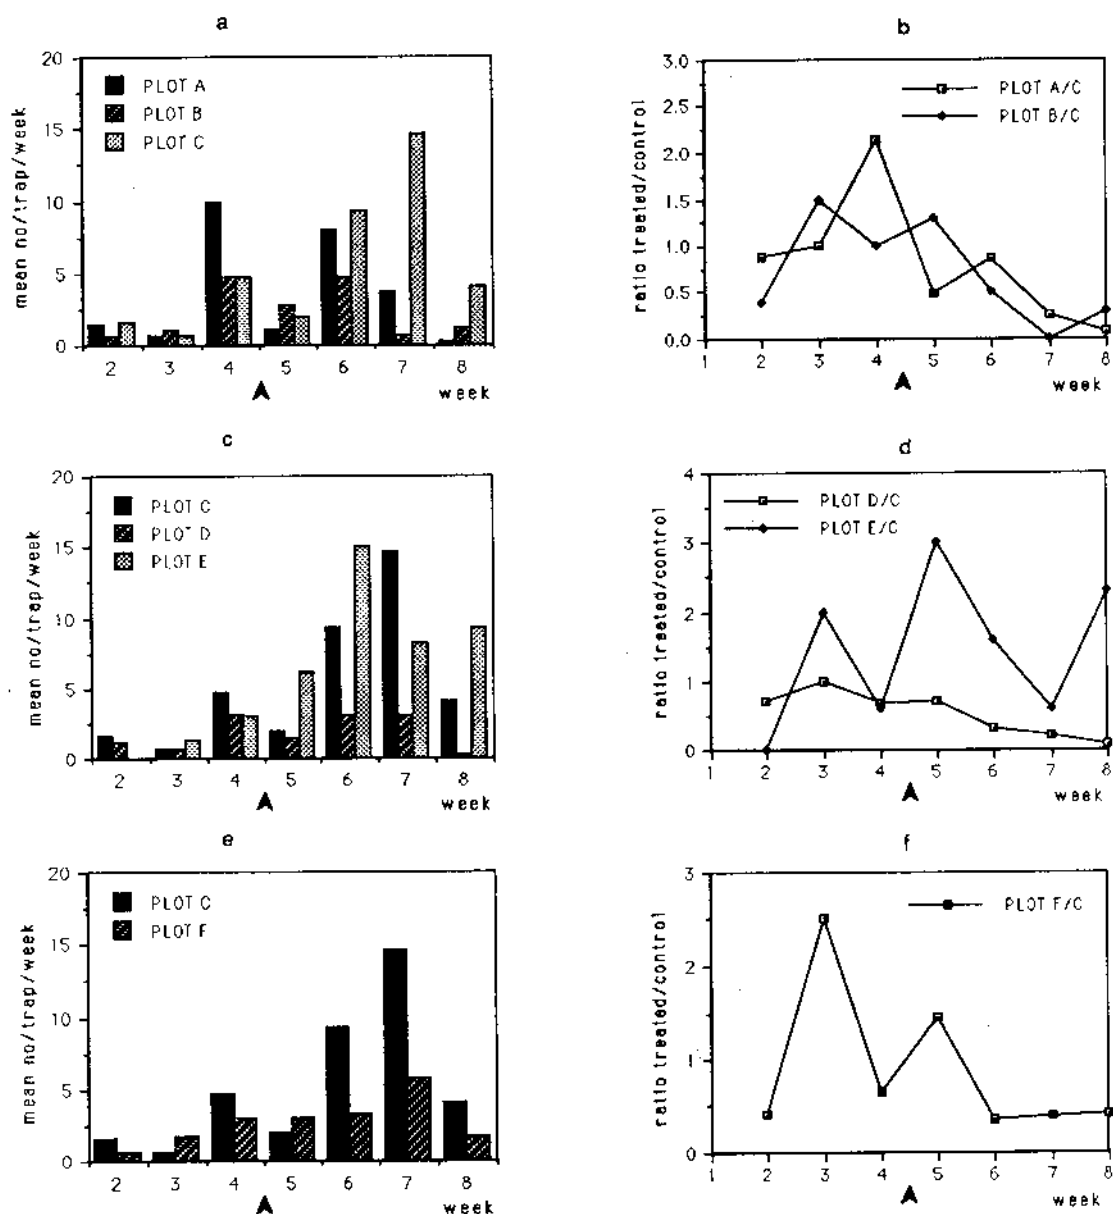 a
mean no/trap/week
20
15
10
5
0
PLOT A
PLOT B
PLOT C
2 3 4 5 6 7 8
week
b
ratio treated/control
3.0
2.5
2.0
1.5
1.0
0.5
0.0
PLOT A/C
PLOT B/C
1 2 3 4 5 6 7 8
week
c
mean no/trap/week
20
15
10
5
0
PLOT C
PLOT D
PLOT E
2 3 4 5 6 7 8
week
d
ratio treated/control
4
3
2
1
0
PLOT D/C
PLOT E/C
1 2 3 4 5 6 7 8
week
e
mean no/trap/week
20
15
10
5
0
PLOT C
PLOT F
2 3 4 5 6 7 8
week
f
ratio treated/control
3
2
1
0
PLOT F/C
1 2 3 4 5 6 7 8
week